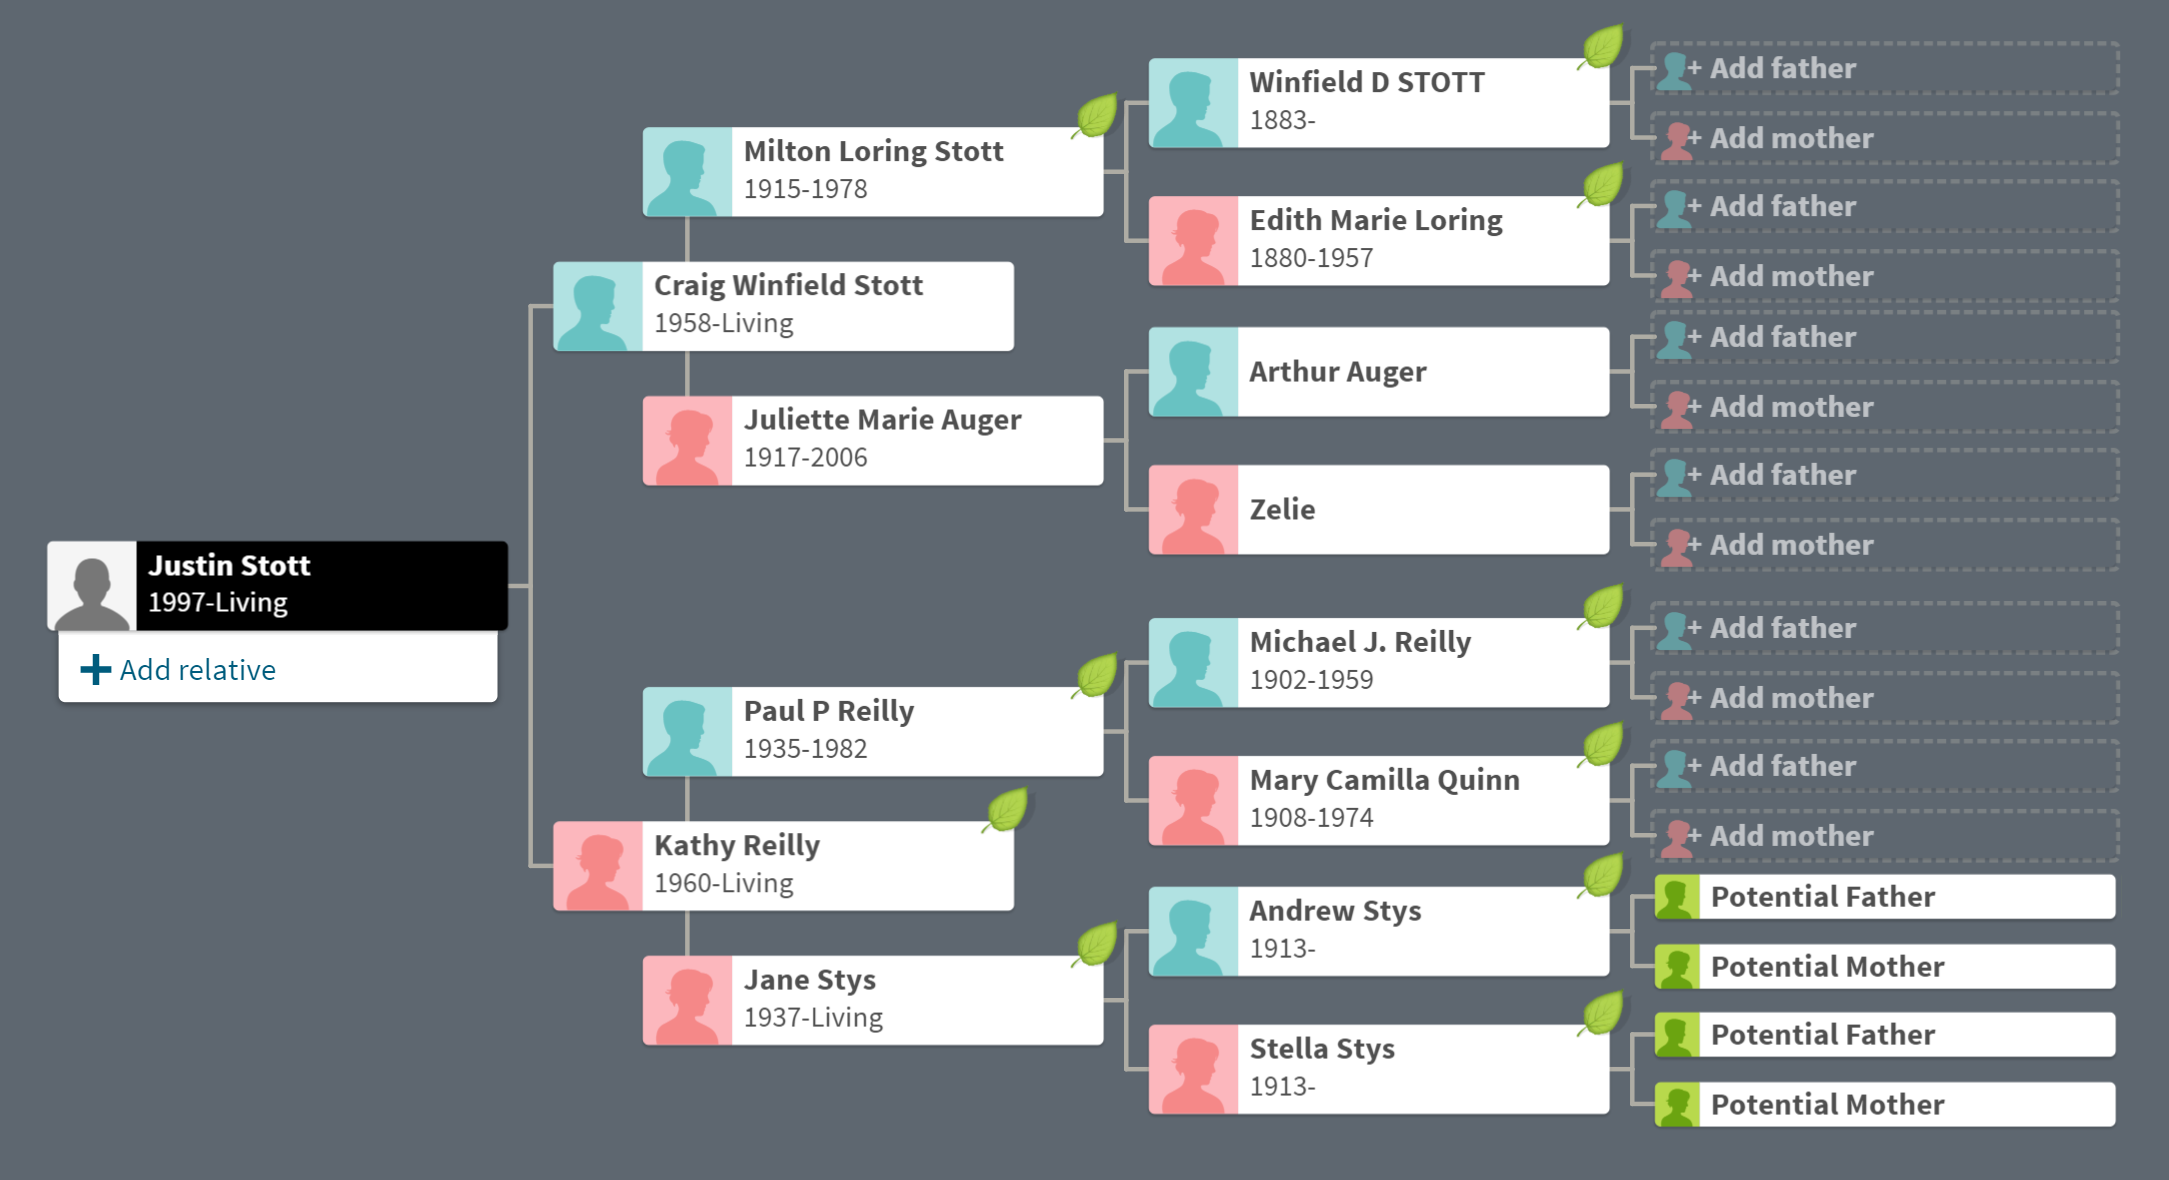 Winfield D STOTT
1883-
Add father
Add mother
Milton Loring Stott
1915-1978
Edith Marie Loring
1880-1957
Add father
Add mother
Craig Winfield Stott
1958-Living
Arthur Auger
Add father
Add mother
Juliette Marie Auger
1917-2006
Zelie
Add father
Add mother
Justin Stott
1997-Living
Add relative
Michael J. Reilly
1902-1959
Add father
Add mother
Paul P Reilly
1935-1982
Mary Camilla Quinn
1908-1974
Add father
Add mother
Kathy Reilly
1960-Living
Andrew Stys
1913-
Potential Father
Potential Mother
Jane Stys
1937-Living
Stella Stys
1913-
Potential Father
Potential Mother